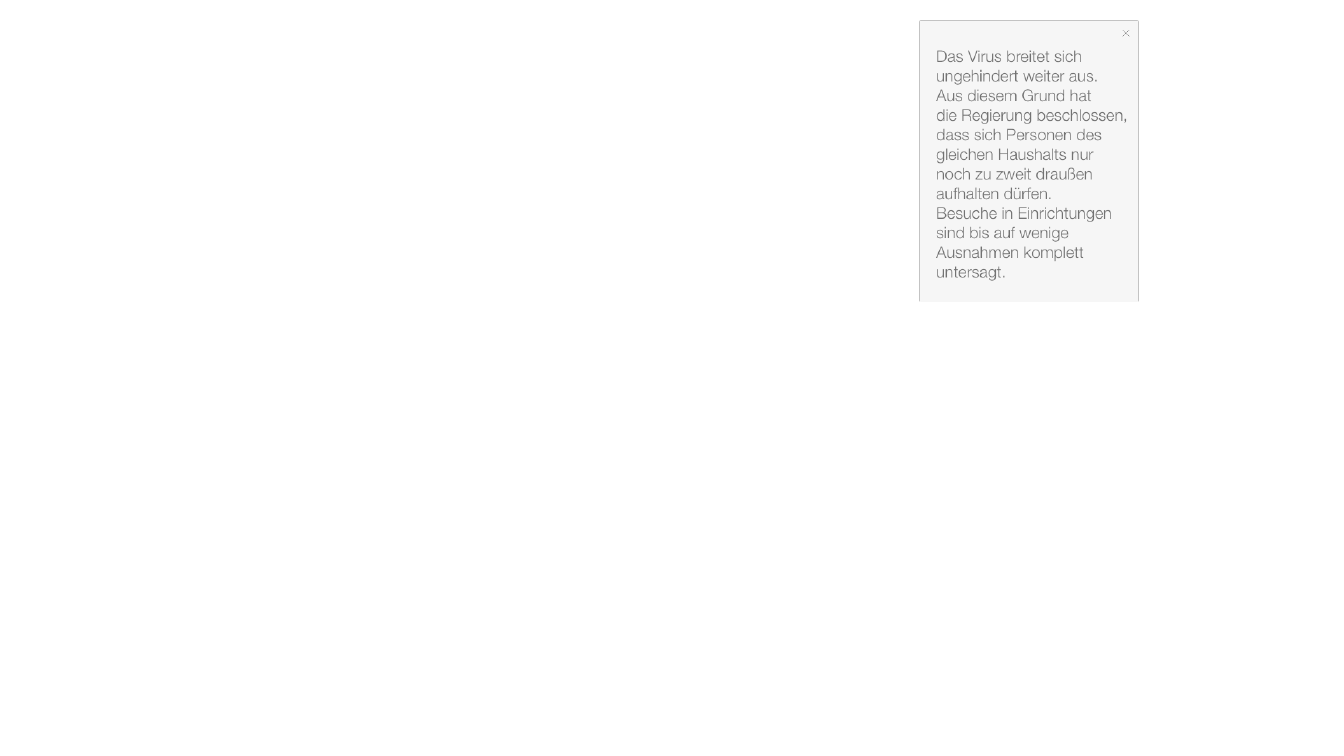 Das Virus breitet sich
ungehindert weiter aus.
Aus diesem Grund hat
die Regierung beschlossen,
dass sich Personen des
gleichen Haushalts nur
noch zu zweit draußen
aufhalten dürfen.
Besuche in Einrichtungen
sind bis auf wenige
Ausnahmen komplett
untersagt.